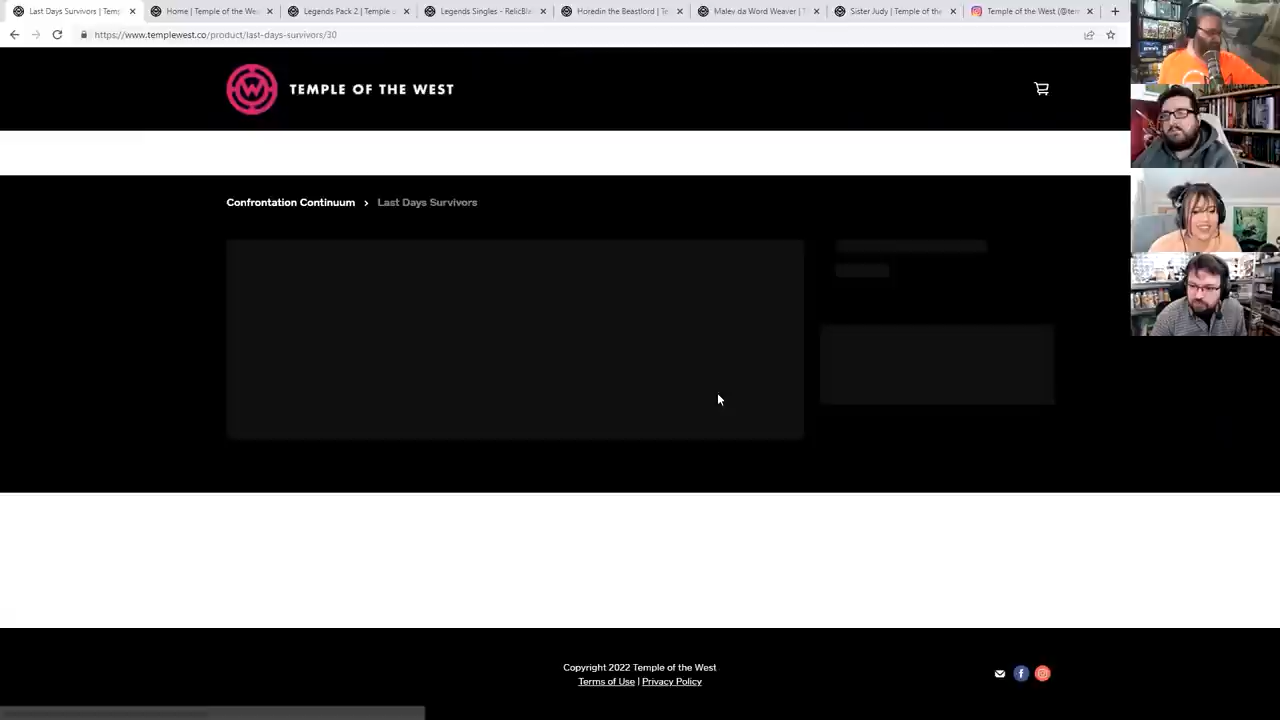 Last Days Survivors | Temp
Home | Temple of the We
Legends Pack 2 | Temple o
Legends Singles - RelicBla
Horedin the Beastlord | Te
Malev da Word Weaver | T
Sister Judy | Temple of the
Temple of the West (@tem
https://www.templewest.co/product/last-days-survivors/30
W
TEMPLE OF THE WEST
Confrontation Continuum > Last Days Survivors
Copyright 2022 Temple of the West
Terms of Use | Privacy Policy